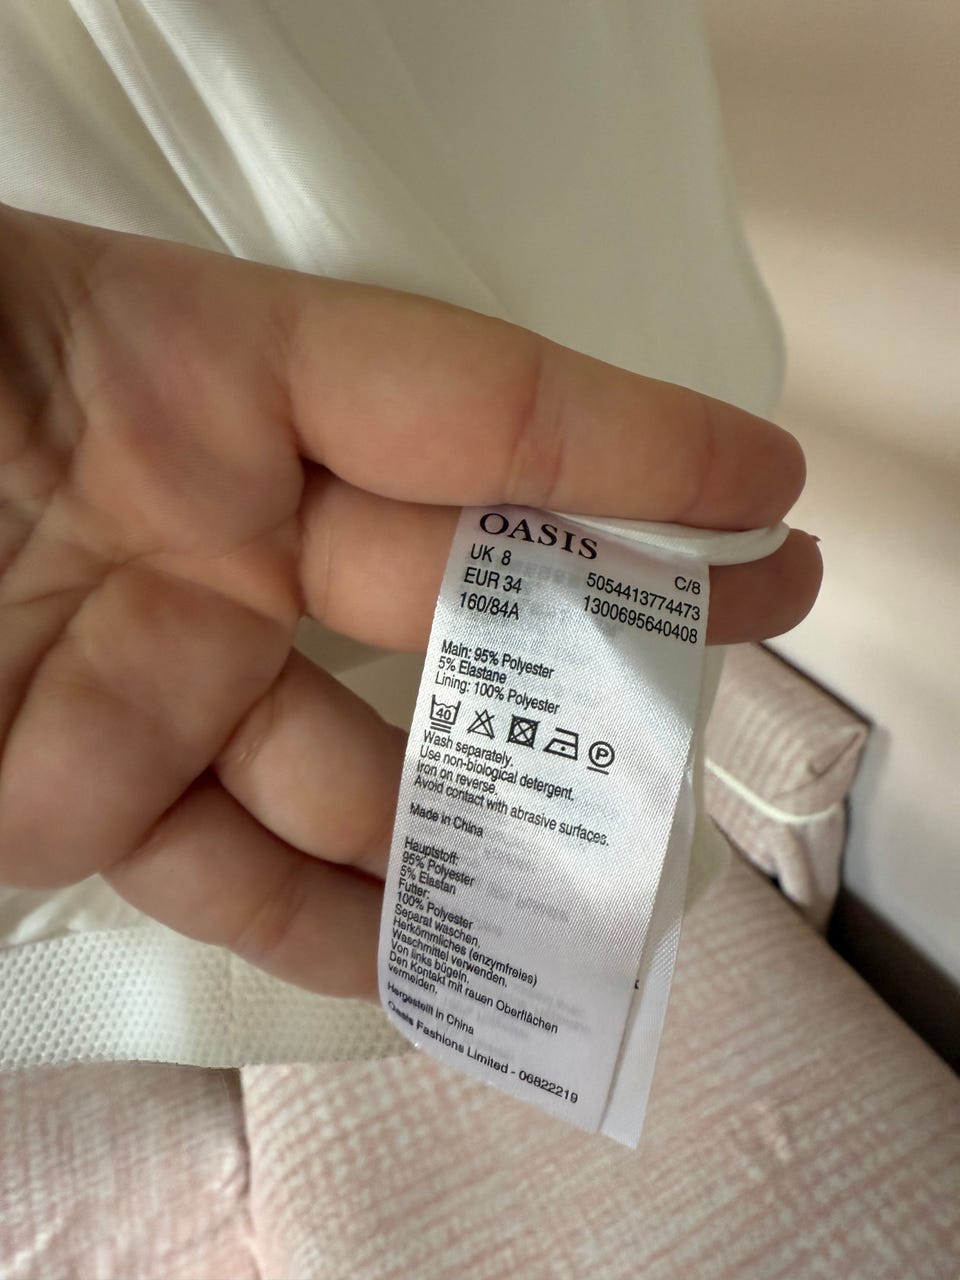 OASIS
UK 8 C/8
EUR 34 5054413774473
160/84A 1300695640408
Main: 95% Polyester
5% Elastane
Lining: 100% Polyester
40 P
Wash separately.
Use non-biological detergent.
Iron on reverse.
Avoid contact with abrasive surfaces.
Made in China
Hauptstoff:
95% Polyester
5% Elastan
Futter:
100% Polyester
Separat waschen.
Herkömmliches (enzymfreies)
Waschmittel verwenden.
Von links bügeln.
Den Kontakt mit rauen Oberflächen
vermeiden.
Hergestellt in China
Oasis Fashions Limited - 06822219